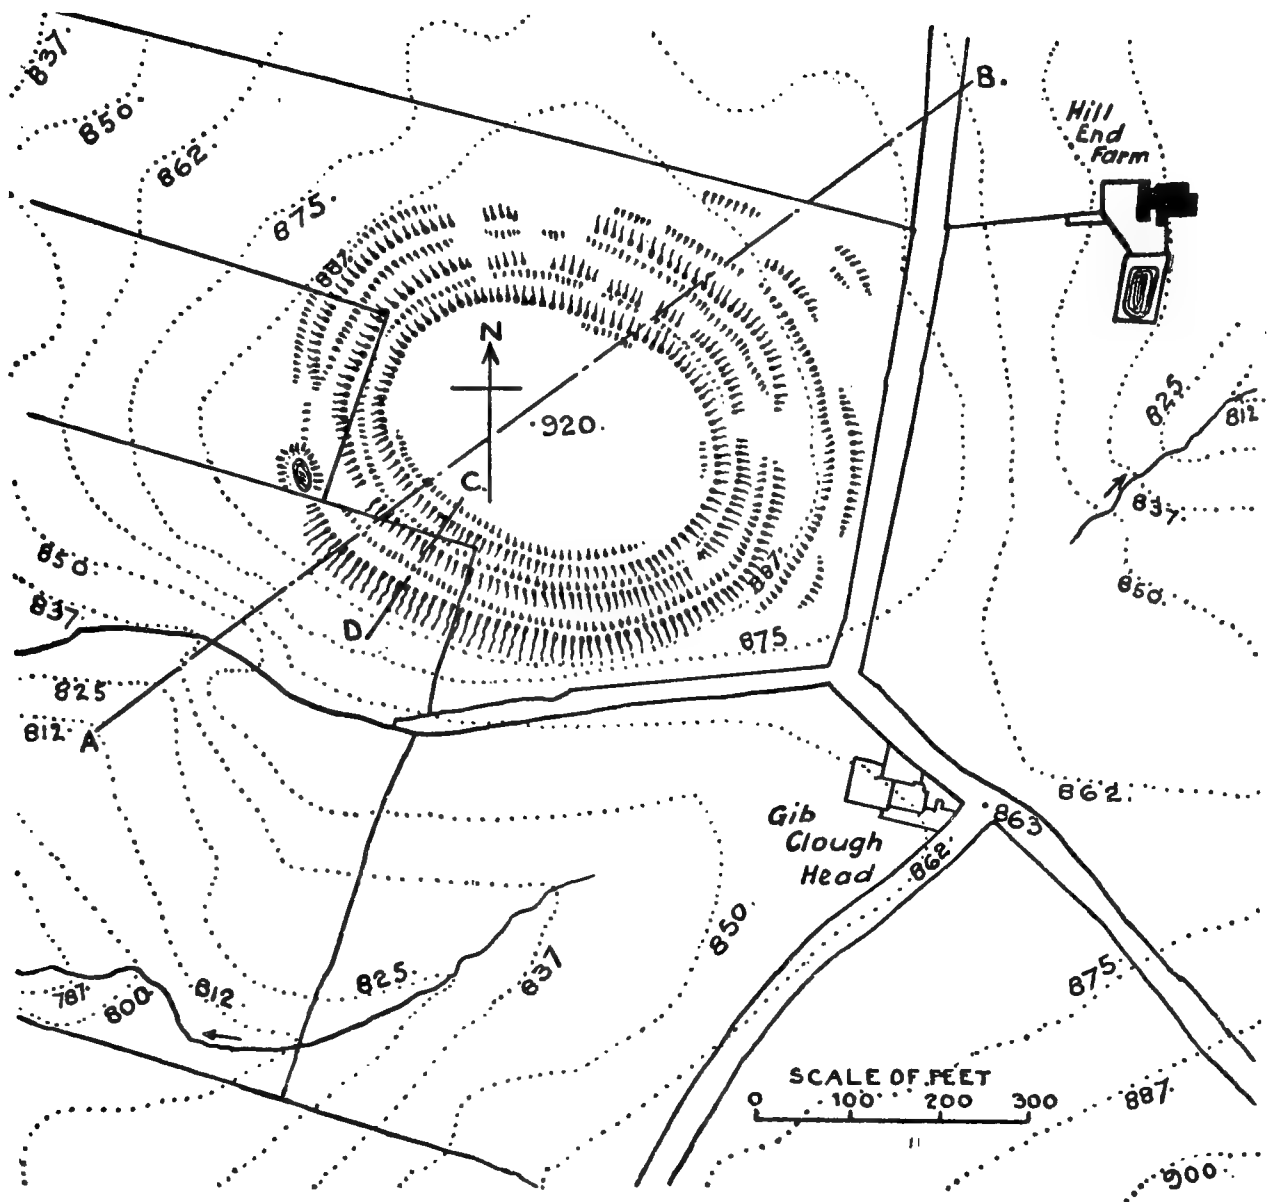 837.
850.
862.
875.
887.
B.
Hill
End
Farm
N
920.
C.
D.
A
850.
837.
825
812.
825.
812
837.
850.
887.
875
862.
863
862.
Gib
Clough
Head
850.
837
825.
812
800.
787.
875.
887.
900.
SCALE OF FEET
0 100 200 300